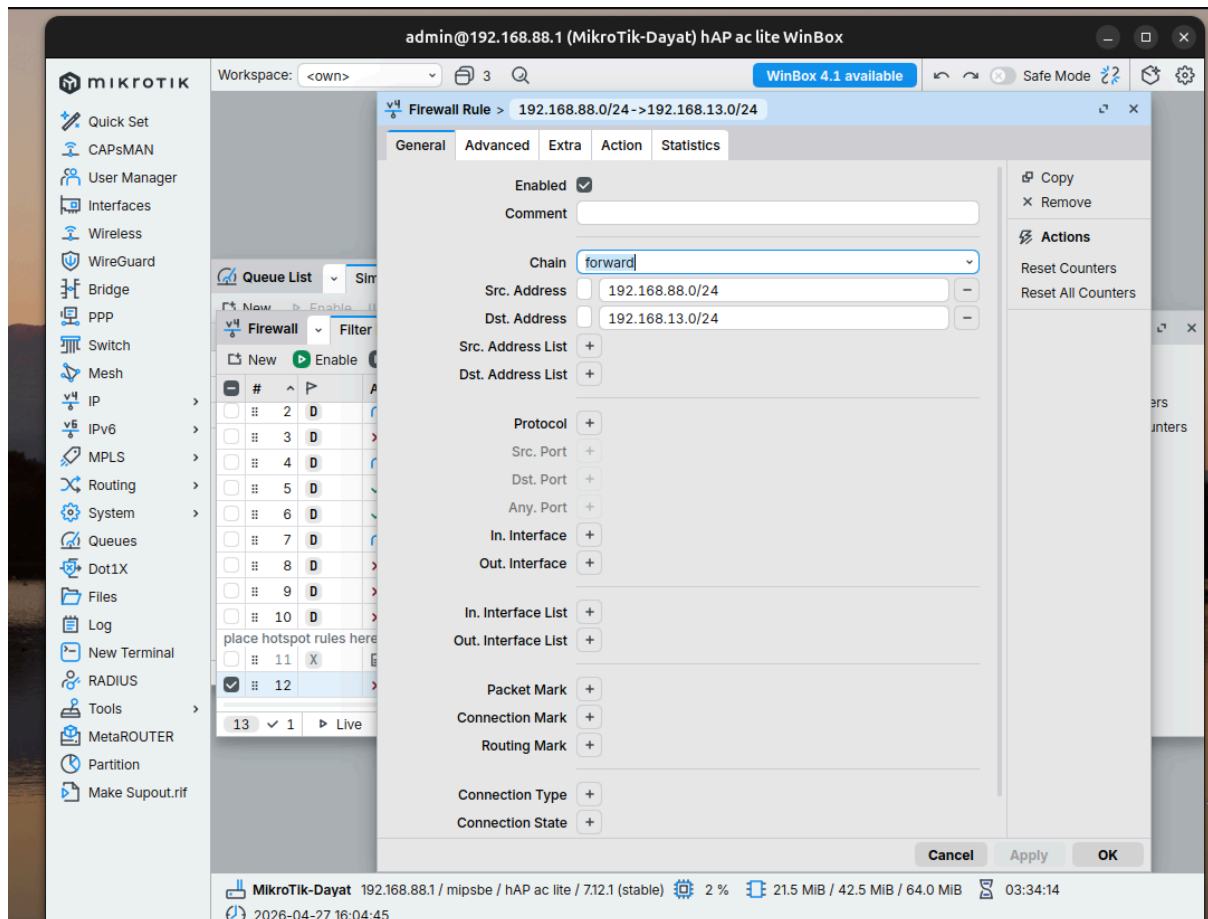 admin@192.168.88.1 (MikroTik-Dayat) hAP ac lite WinBox
MIKROTIK
Workspace: <own> 3 WinBox 4.1 available Safe Mode
Quick Set
CAPsMAN
User Manager
Interfaces
Wireless
WireGuard
Bridge
PPP
Switch
Mesh
IP
IPv6
MPLS
Routing
System
Queues
Dot1X
Files
Log
New Terminal
RADIUS
Tools
MetaROUTER
Partition
Make Supout.rif
Queue List Sim
New Enable
Firewall Filter
New Enable
#
2 D
3 D
4 D
5 D
6 D
7 D
8 D
9 D
10 D
place hotspot rules here
11 X
12
13 1 Live
Firewall Rule > 192.168.88.0/24->192.168.13.0/24
General Advanced Extra Action Statistics
Enabled
Comment
Chain forward
Src. Address 192.168.88.0/24
Dst. Address 192.168.13.0/24
Src. Address List
Dst. Address List
Protocol
Src. Port
Dst. Port
Any. Port
In. Interface
Out. Interface
In. Interface List
Out. Interface List
Packet Mark
Connection Mark
Routing Mark
Connection Type
Connection State
Copy
Remove
Actions
Reset Counters
Reset All Counters
Cancel Apply OK
MikroTik-Dayat 192.168.88.1 / mipsbe / hAP ac lite / 7.12.1 (stable) 2 % 21.5 MiB / 42.5 MiB / 64.0 MiB 03:34:14
2026-04-27 16:04:45